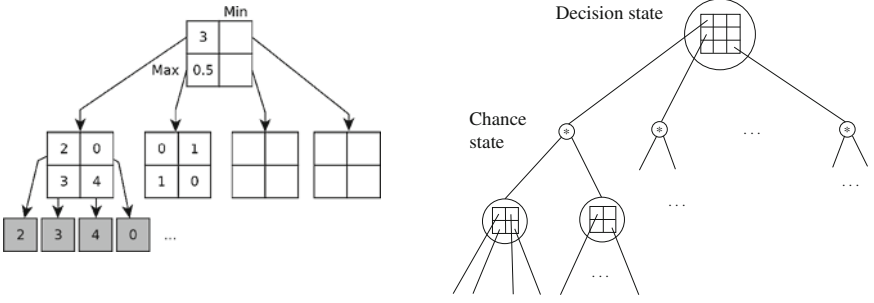 Min
3
Max 0.5
2 0
3 4
0 1
1 0
2 3 4 0 ...
Decision state
Chance
state
* * ... *
...
...
...